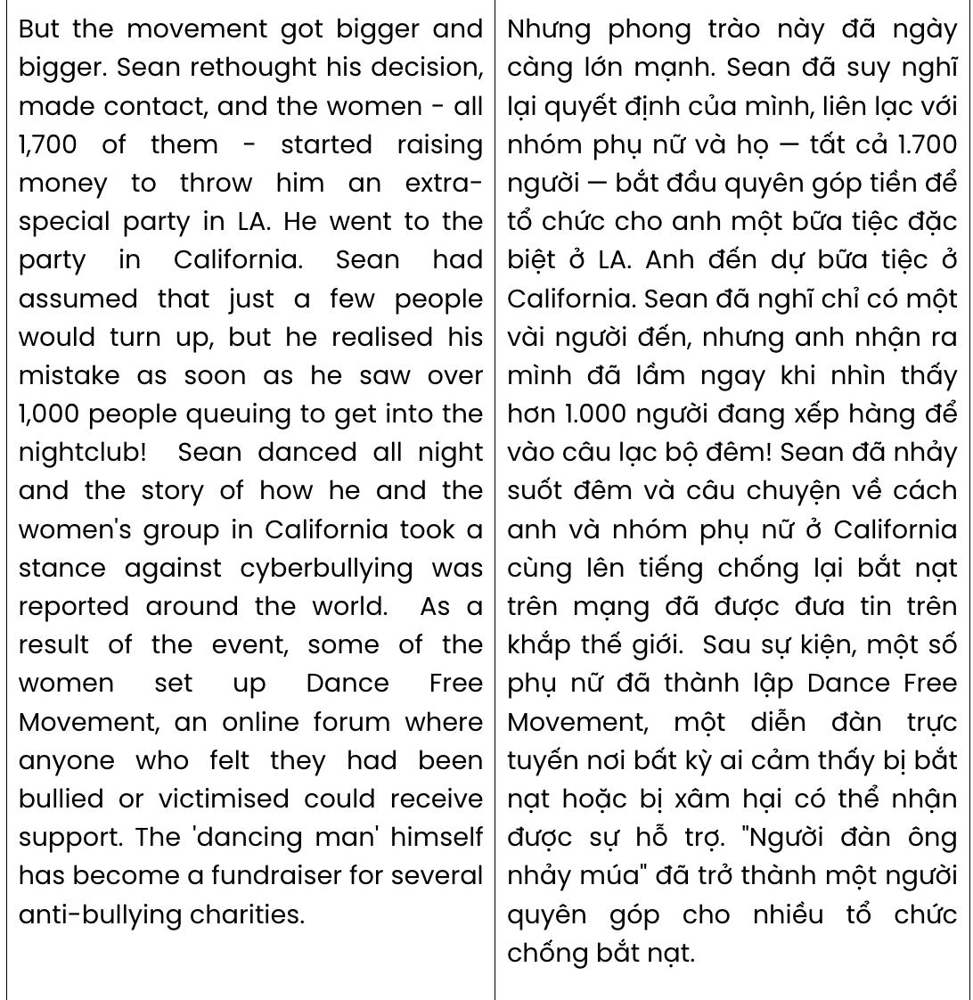 But the movement got bigger and
bigger. Sean rethought his decision,
made contact, and the women - all
1,700 of them - started raising
money to throw him an extra-
special party in LA. He went to the
party in California. Sean had
assumed that just a few people
would turn up, but he realised his
mistake as soon as he saw over
1,000 people queuing to get into the
nightclub!  Sean danced all night
and the story of how he and the
women's group in California took a
stance against cyberbullying was
reported around the world.  As a
result of the event, some of the
women set up Dance Free
Movement, an online forum where
anyone who felt they had been
bullied or victimised could receive
support. The 'dancing man' himself
has become a fundraiser for several
anti-bullying charities.
Nhưng phong trào này đã ngày
càng lớn mạnh. Sean đã suy nghĩ
lại quyết định của mình, liên lạc với
nhóm phụ nữ và họ — tất cả 1.700
người — bắt đầu quyên góp tiền để
tổ chức cho anh một bữa tiệc đặc
biệt ở LA. Anh đến dự bữa tiệc ở
California. Sean đã nghĩ chỉ có một
vài người đến, nhưng anh nhận ra
mình đã lầm ngay khi nhìn thấy
hơn 1.000 người đang xếp hàng để
vào câu lạc bộ đêm! Sean đã nhảy
suốt đêm và câu chuyện về cách
anh và nhóm phụ nữ ở California
cùng lên tiếng chống lại bắt nạt
trên mạng đã được đưa tin trên
khắp thế giới.  Sau sự kiện, một số
phụ nữ đã thành lập Dance Free
Movement, một diễn đàn trực
tuyến nơi bất kỳ ai cảm thấy bị bắt
nạt hoặc bị xâm hại có thể nhận
được sự hỗ trợ. "Người đàn ông
nhảy múa" đã trở thành một người
quyên góp cho nhiều tổ chức
chống bắt nạt.